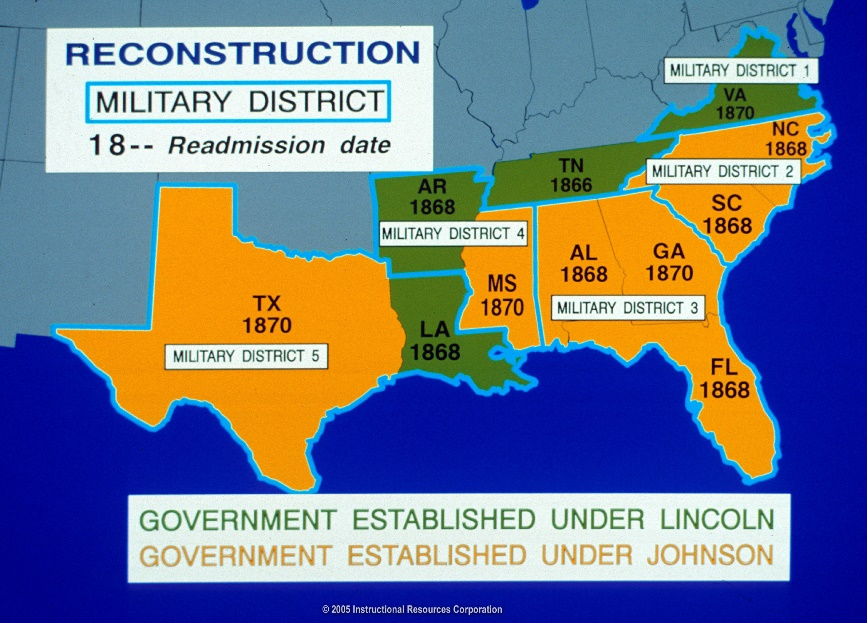 RECONSTRUCTION
MILITARY DISTRICT
18-- Readmission date
MILITARY DISTRICT 1
VA
1870
NC
1868
TN
1866
MILITARY DISTRICT 2
AR
1868
SC
1868
MILITARY DISTRICT 4
AL
1868
GA
1870
MS
1870
TX
1870
MILITARY DISTRICT 3
LA
1868
MILITARY DISTRICT 5
FL
1868
GOVERNMENT ESTABLISHED UNDER LINCOLN
GOVERNMENT ESTABLISHED UNDER JOHNSON
© 2005 Instructional Resources Corporation